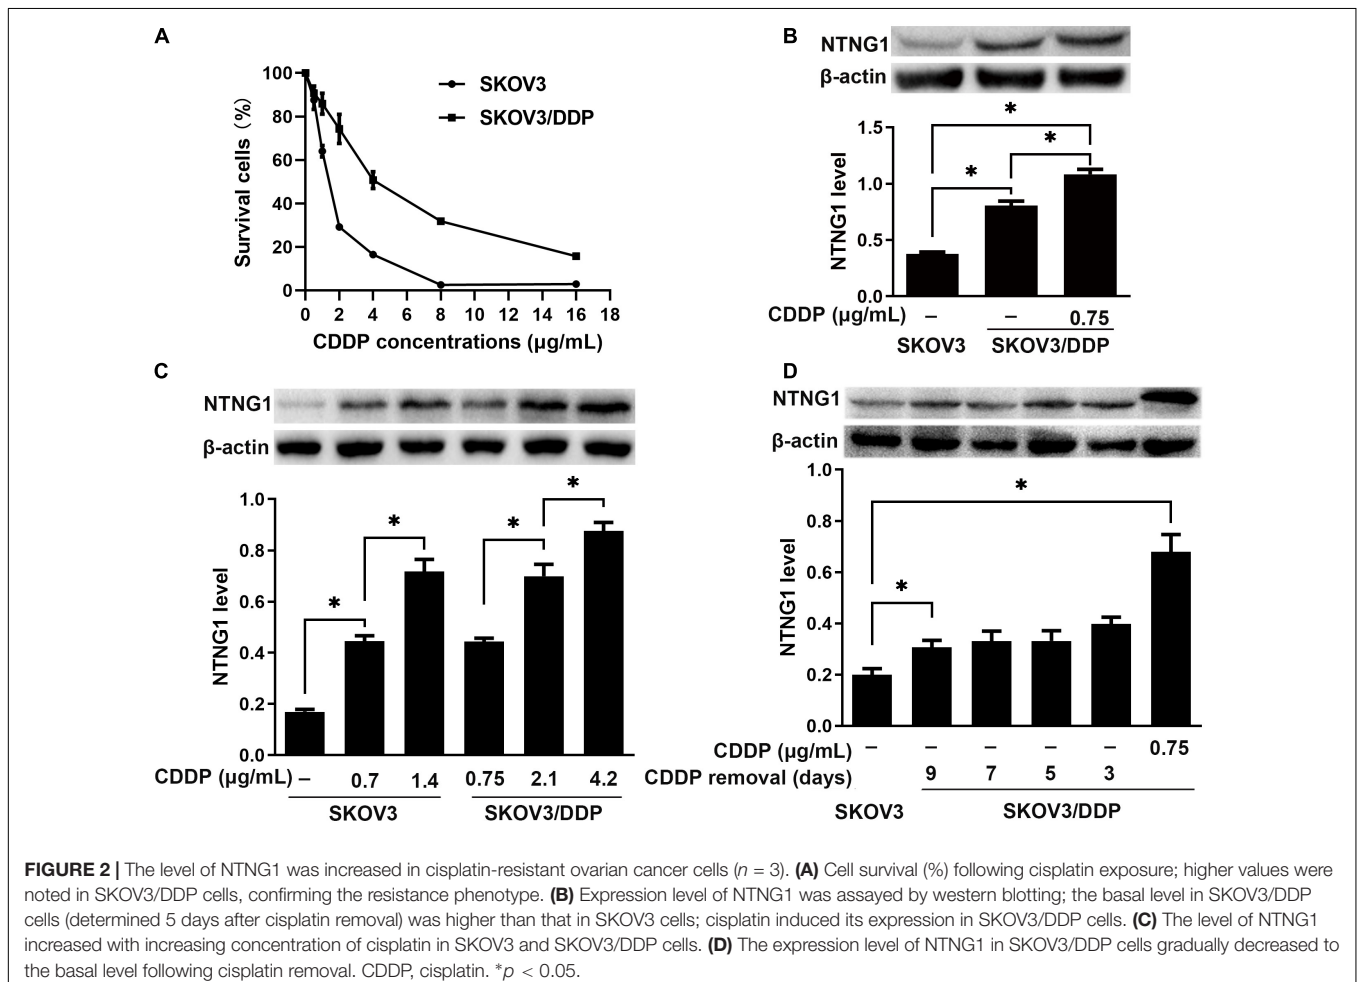 A
100
80
60
40
20
0
Survival cells (%)
SKOV3
SKOV3/DDP
0 2 4 6 8 10 12 14 16 18
CDDP concentrations (µg/mL)
B
NTNG1
β-actin
1.5
1.0
0.5
0.0
NTNG1 level
* * *
CDDP (µg/mL) – – 0.75
SKOV3 SKOV3/DDP
C
NTNG1
β-actin
1.0
0.8
0.6
0.4
0.2
0.0
NTNG1 level
* * * *
CDDP (µg/mL) – 0.7 1.4 0.75 2.1 4.2
SKOV3 SKOV3/DDP
D
NTNG1
β-actin
1.0
0.8
0.6
0.4
0.2
0.0
NTNG1 level
* *
CDDP (µg/mL) – – – – – 0.75
CDDP removal (days) 9 7 5 3
SKOV3 SKOV3/DDP
FIGURE 2 | The level of NTNG1 was increased in cisplatin-resistant ovarian cancer cells (n = 3). (A) Cell survival (%) following cisplatin exposure; higher values were
noted in SKOV3/DDP cells, confirming the resistance phenotype. (B) Expression level of NTNG1 was assayed by western blotting; the basal level in SKOV3/DDP
cells (determined 5 days after cisplatin removal) was higher than that in SKOV3 cells; cisplatin induced its expression in SKOV3/DDP cells. (C) The level of NTNG1
increased with increasing concentration of cisplatin in SKOV3 and SKOV3/DDP cells. (D) The expression level of NTNG1 in SKOV3/DDP cells gradually decreased to
the basal level following cisplatin removal. CDDP, cisplatin. *p < 0.05.